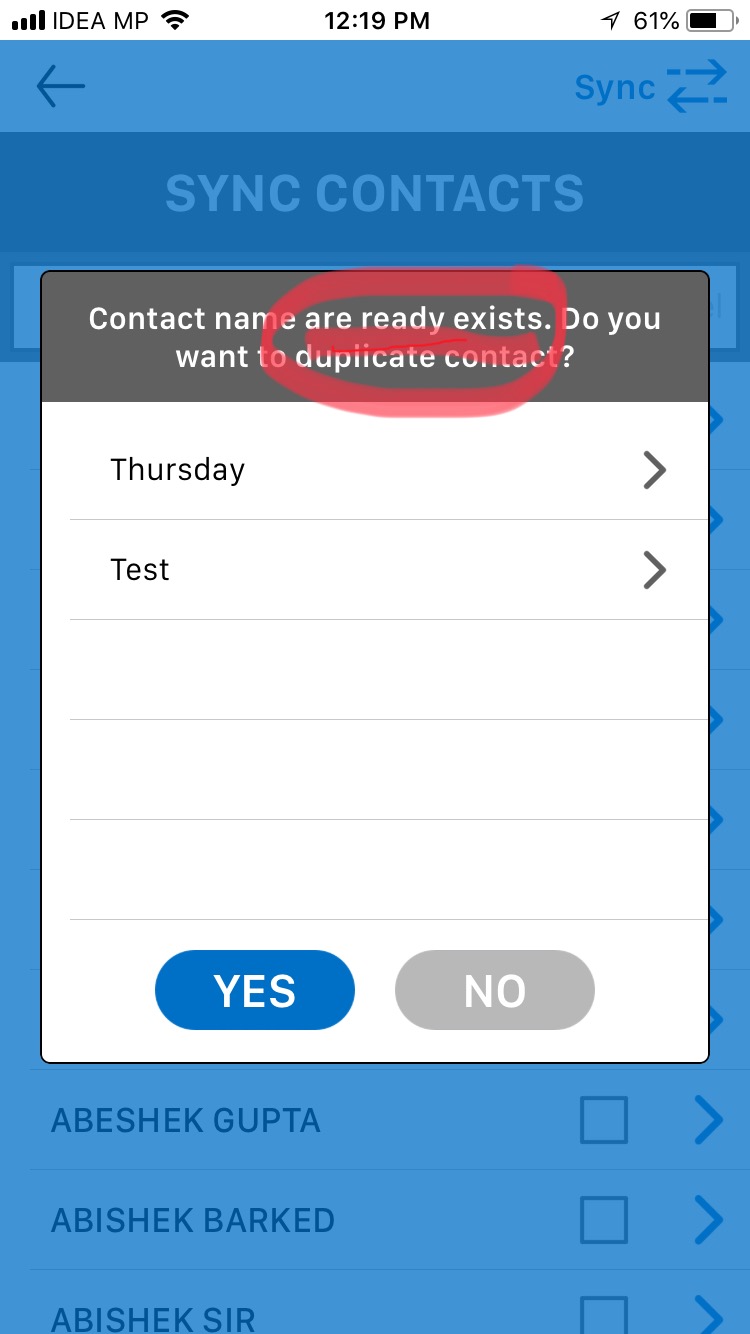 IDEA MP 12:19 PM 61%
Sync
SYNC CONTACTS
Contact name are ready exists. Do you
want to duplicate contact?
Thursday
Test
YES NO
ABESHEK GUPTA
ABISHEK BARKED
ABISHEK SIR